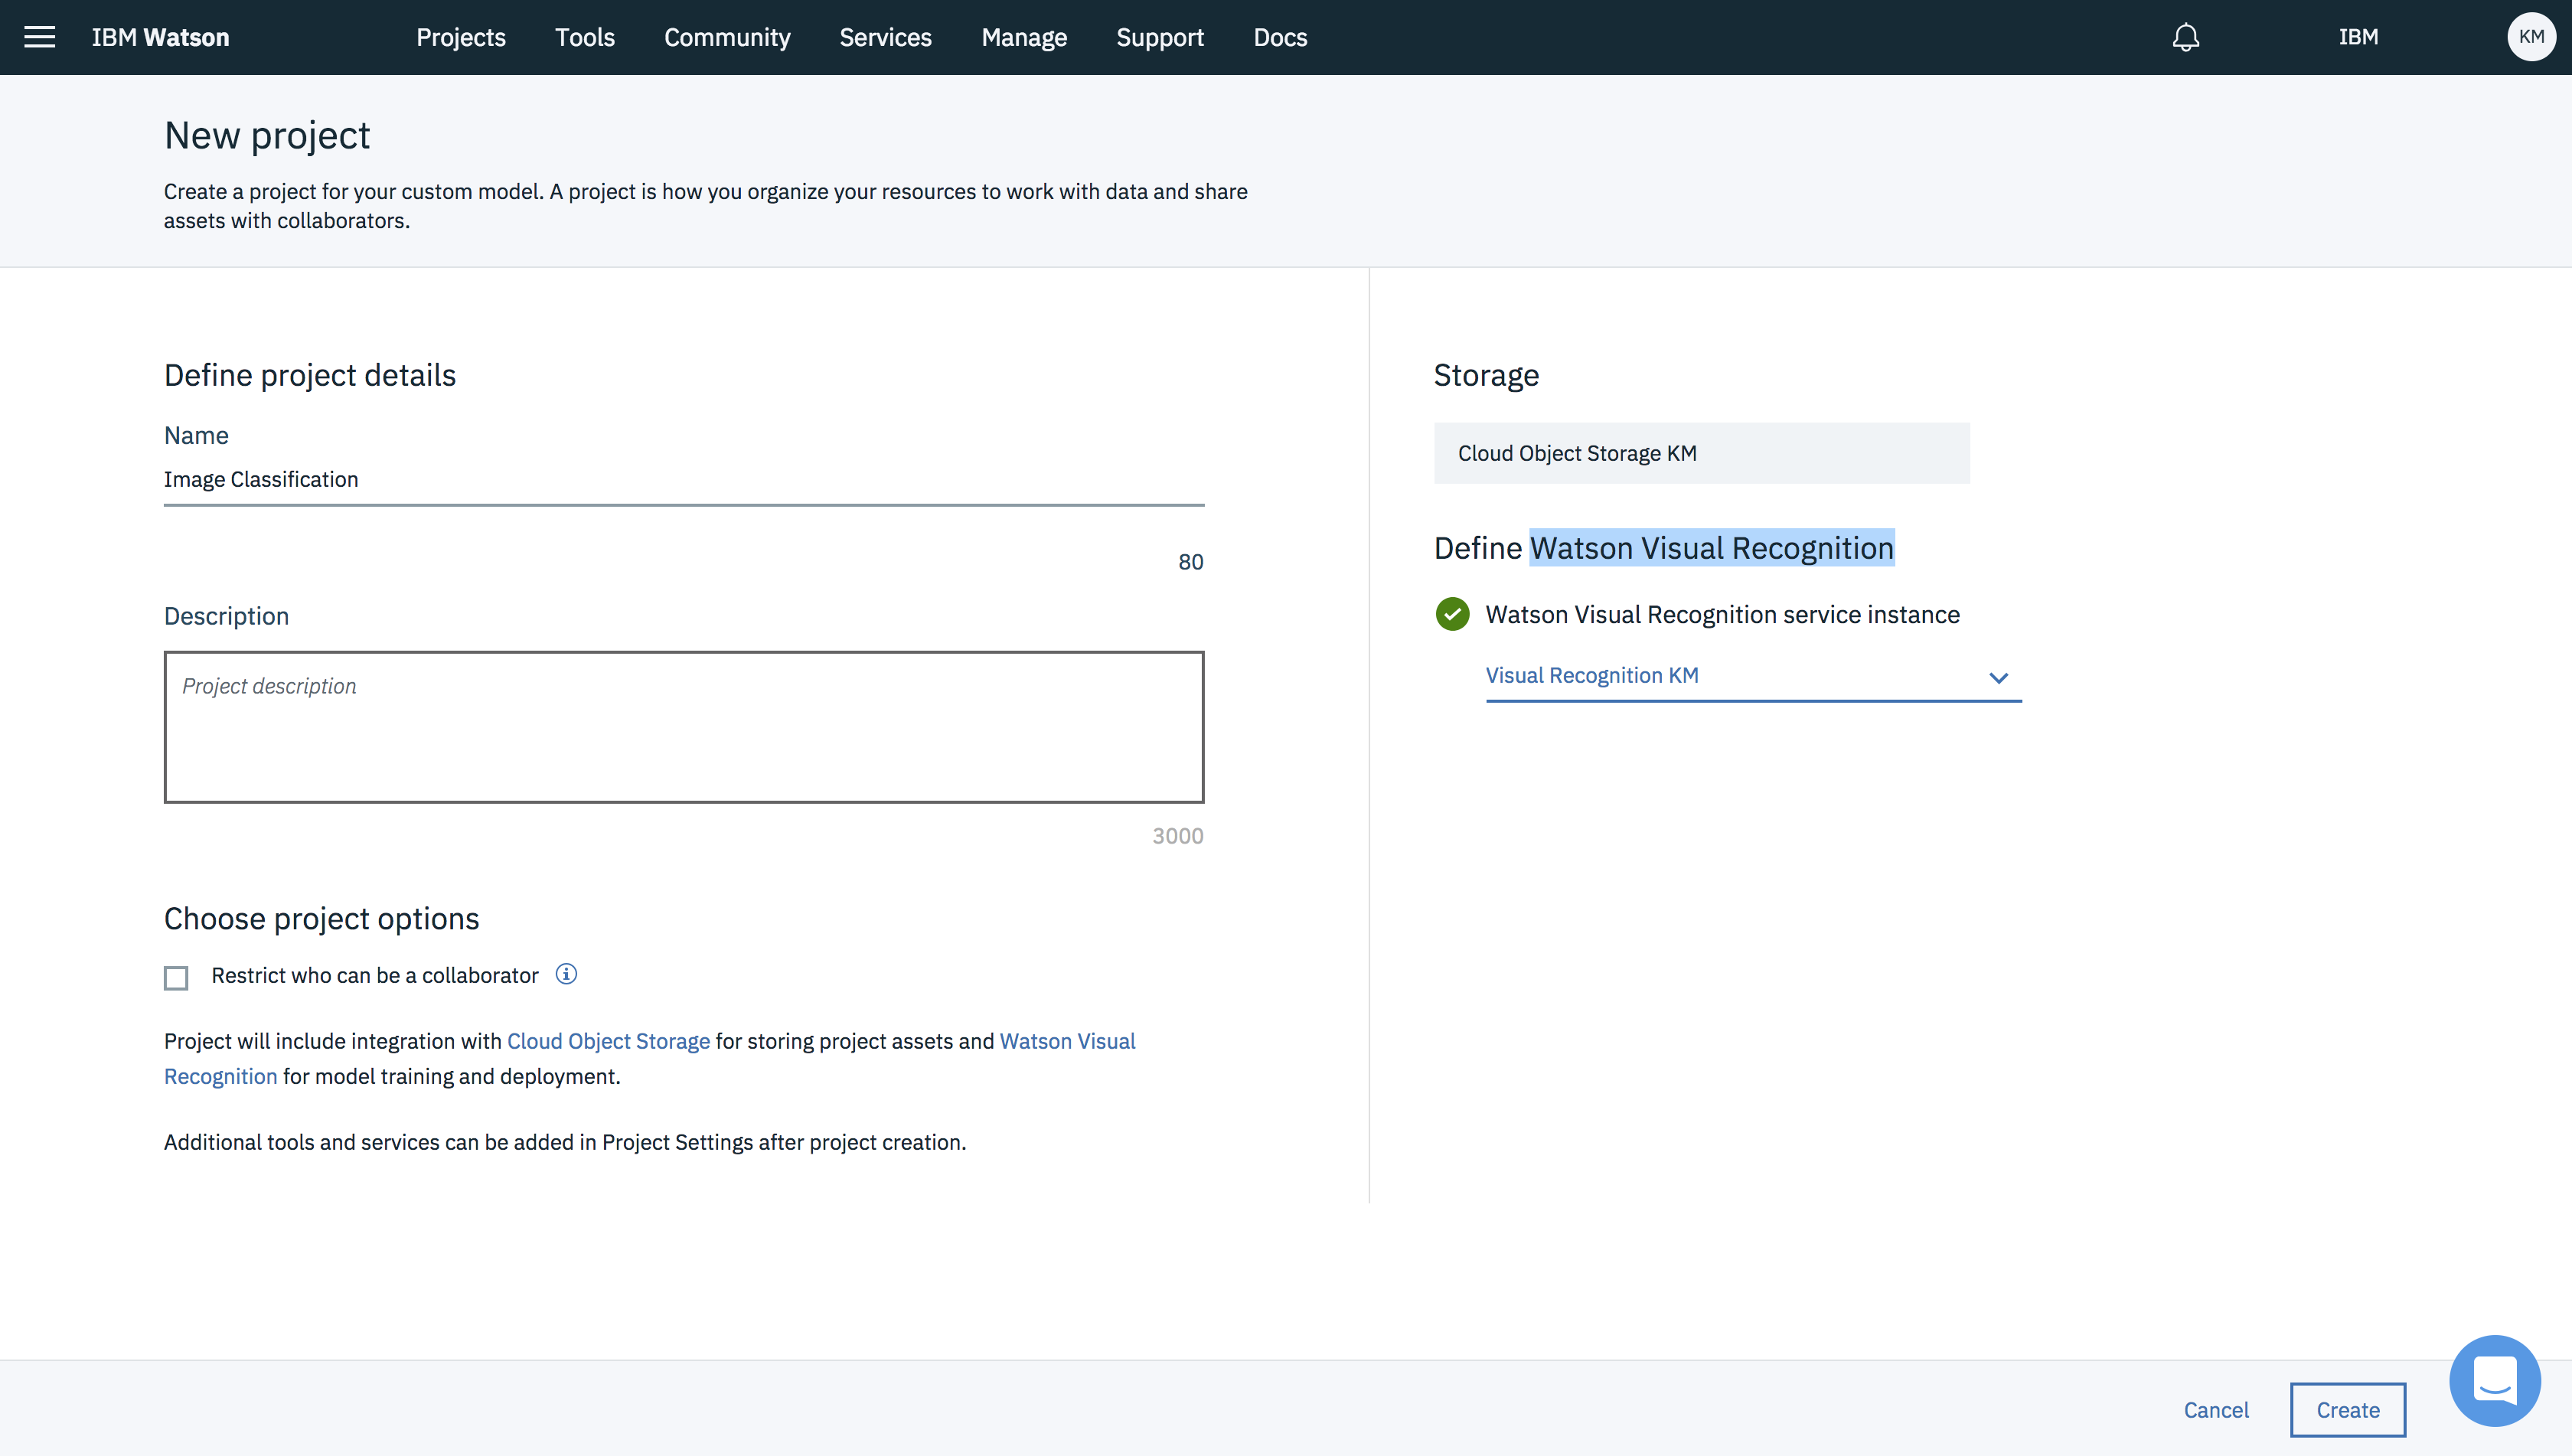 IBM Watson Projects Tools Community Services Manage Support Docs IBM KM
New project
Create a project for your custom model. A project is how you organize your resources to work with data and share
assets with collaborators.
Define project details
Name
Image Classification
80
Description
Project description
3000
Choose project options
Restrict who can be a collaborator
Project will include integration with Cloud Object Storage for storing project assets and Watson Visual
Recognition for model training and deployment.
Additional tools and services can be added in Project Settings after project creation.
Storage
Cloud Object Storage KM
Define Watson Visual Recognition
Watson Visual Recognition service instance
Visual Recognition KM
Cancel Create